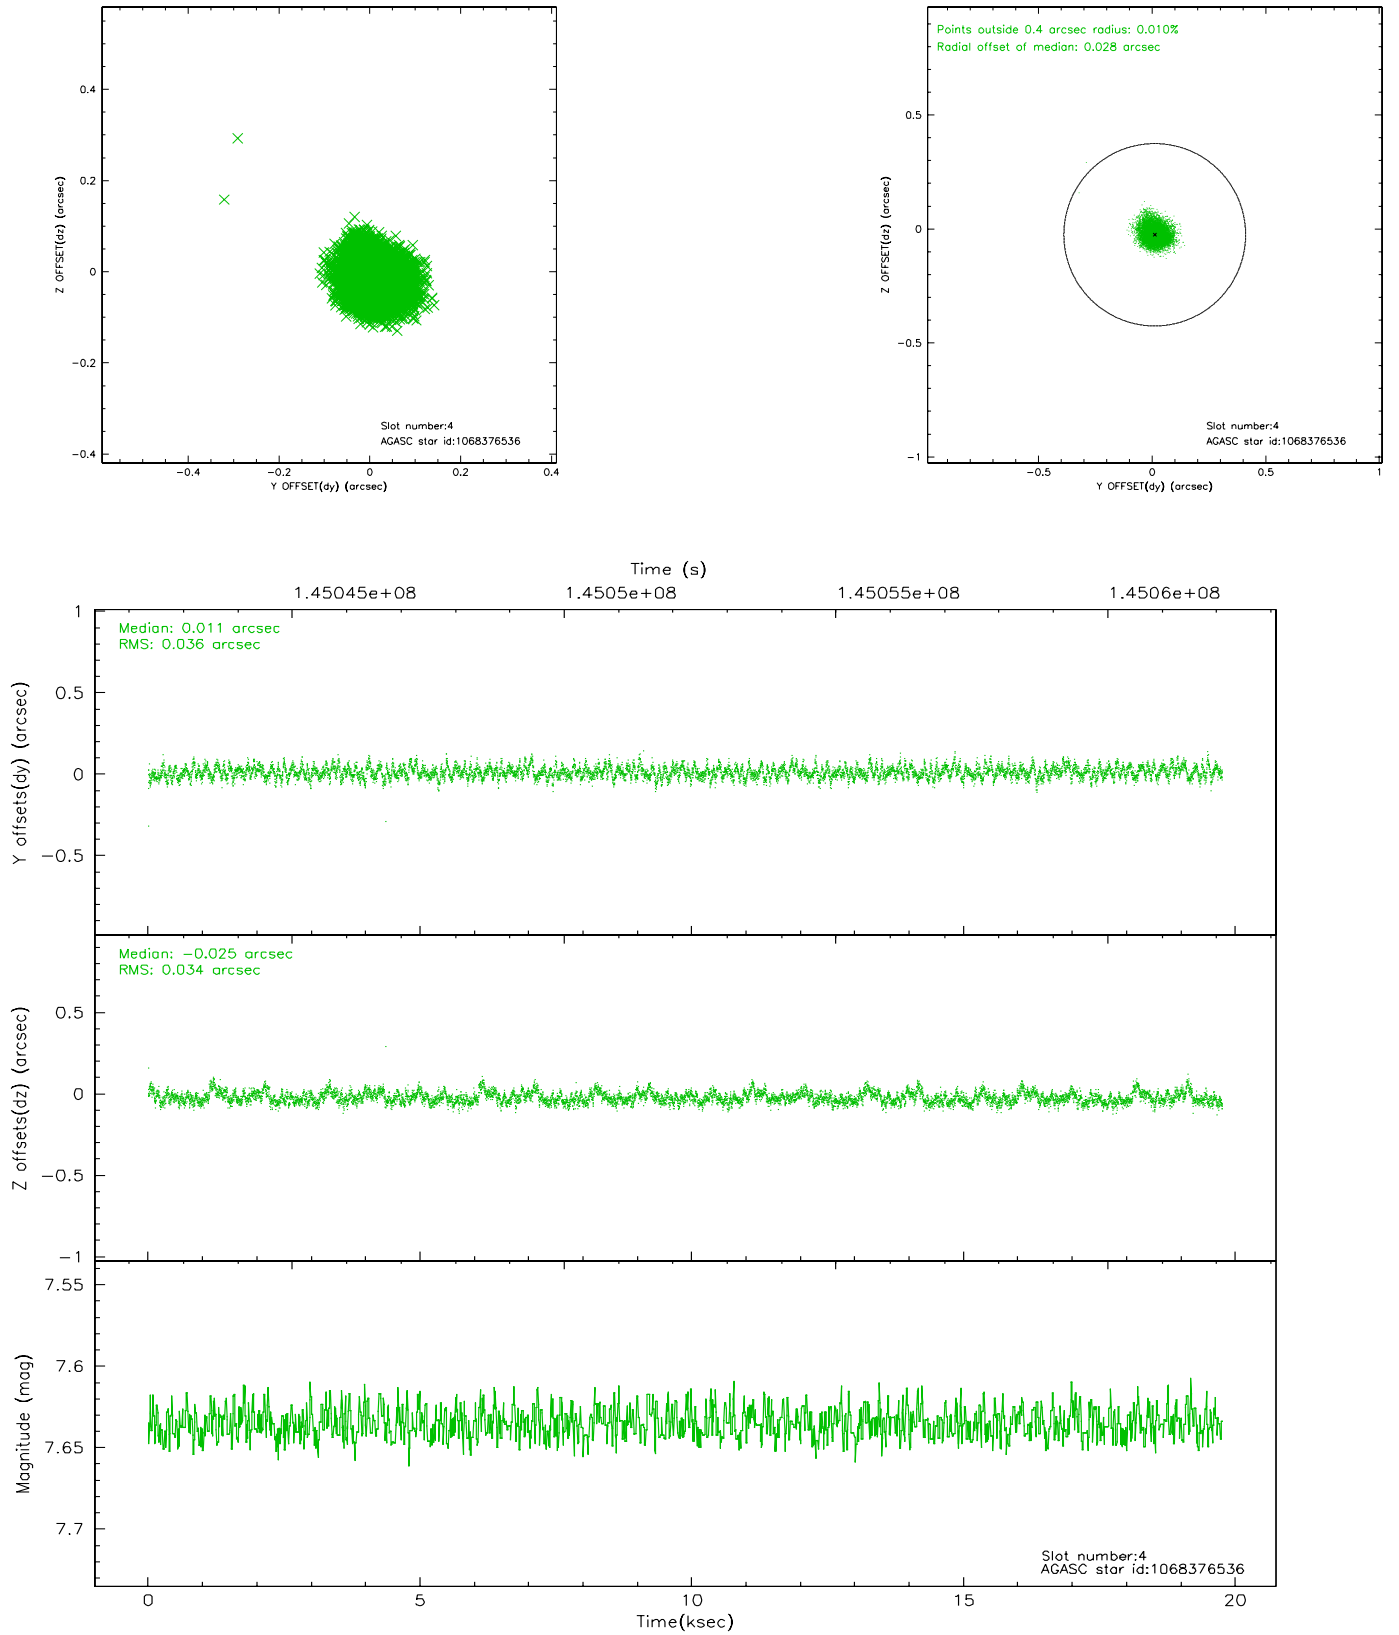 0.4
0.2
0
−0.2
−0.4
Z OFFSET(dz) (arcsec)
Slot number:4
AGASC star id:1068376536
−0.4
−0.2
0
0.2
0.4
Y OFFSET(dy) (arcsec)
Points outside 0.4 arcsec radius: 0.010%
Radial offset of median: 0.028 arcsec
0.5
0
−0.5
−1
Z OFFSET(dz) (arcsec)
Slot number:4
AGASC star id:1068376536
−0.5
0
0.5
1
Y OFFSET(dy) (arcsec)
Time (s)
1.45045e+08
1.4505e+08
1.45055e+08
1.4506e+08
Median: 0.011 arcsec
RMS: 0.036 arcsec
1
0.5
0
−0.5
Y offsets(dy) (arcsec)
Median: −0.025 arcsec
RMS: 0.034 arcsec
0.5
0
−0.5
−1
Z offsets(dz) (arcsec)
7.55
7.6
7.65
7.7
Magnitude (mag)
Slot number:4
AGASC star id:1068376536
0
5
10
15
20
Time(ksec)